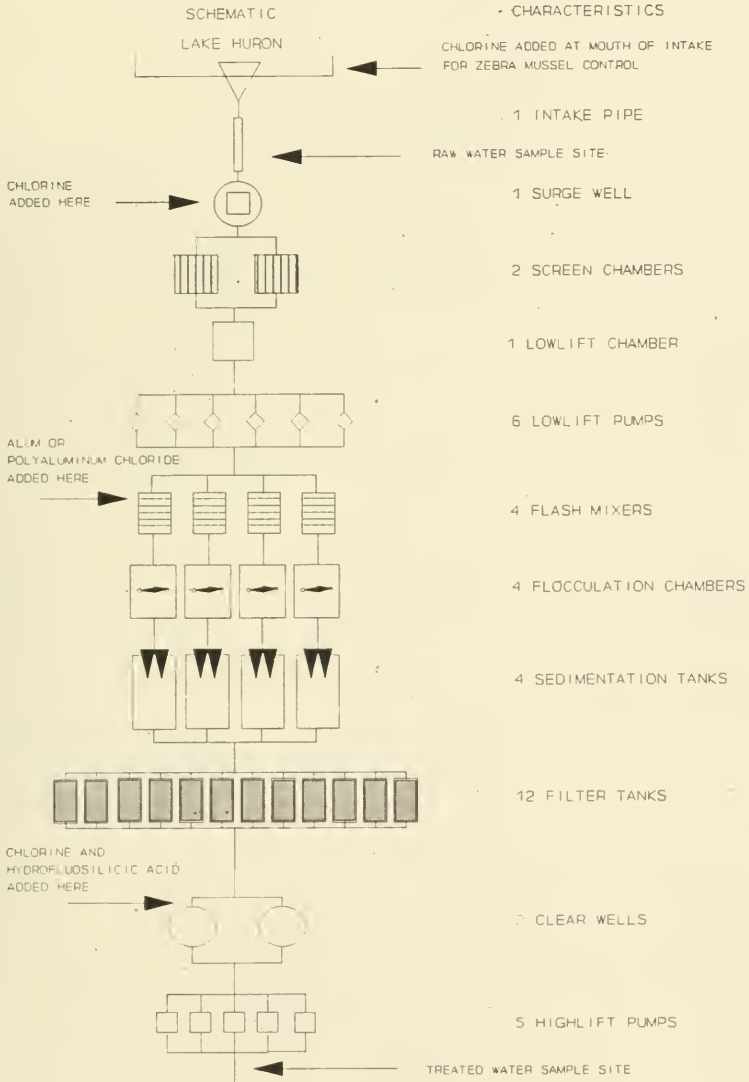 SCHEMATIC
CHARACTERISTICS
LAKE HURON
CHLORINE ADDED AT MOUTH OF INTAKE
FOR ZEBRA MUSSEL CONTROL
1 INTAKE PIPE
RAW WATER SAMPLE SITE
CHLORINE
ADDED HERE
1 SURGE WELL
2 SCREEN CHAMBERS
1 LOWLIFT CHAMBER
6 LOWLIFT PUMPS
ALUM OR
POLYALUMINUM CHLORIDE
ADDED HERE
4 FLASH MIXERS
4 FLOCCULATION CHAMBERS
4 SEDIMENTATION TANKS
12 FILTER TANKS
CHLORINE AND
HYDROFLUOSILICIC ACID
ADDED HERE
2 CLEAR WELLS
5 HIGHLIFT PUMPS
TREATED WATER SAMPLE SITE